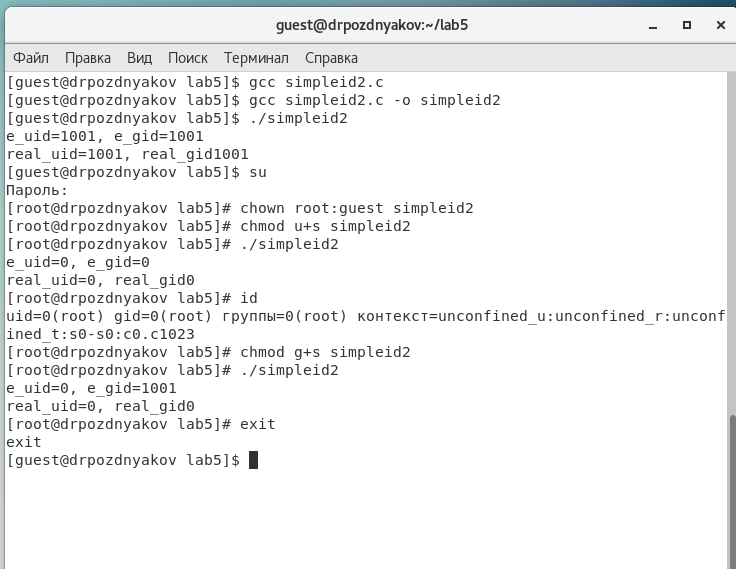 guest@drpozdnyakov:~/lab5
Файл Правка Вид Поиск Терминал Справка
[guest@drpozdnyakov lab5]$ gcc simpleid2.c
[guest@drpozdnyakov lab5]$ gcc simpleid2.c -o simpleid2
[guest@drpozdnyakov lab5]$ ./simpleid2
e_uid=1001, e_gid=1001
real_uid=1001, real_gid1001
[guest@drpozdnyakov lab5]$ su
Пароль:
[root@drpozdnyakov lab5]# chown root:guest simpleid2
[root@drpozdnyakov lab5]# chmod u+s simpleid2
[root@drpozdnyakov lab5]# ./simpleid2
e_uid=0, e_gid=0
real_uid=0, real_gid0
[root@drpozdnyakov lab5]# id
uid=0(root) gid=0(root) группы=0(root) контекст=unconfined_u:unconfined_r:unconf
ined_t:s0-s0:c0.c1023
[root@drpozdnyakov lab5]# chmod g+s simpleid2
[root@drpozdnyakov lab5]# ./simpleid2
e_uid=0, e_gid=1001
real_uid=0, real_gid0
[root@drpozdnyakov lab5]# exit
exit
[guest@drpozdnyakov lab5]$